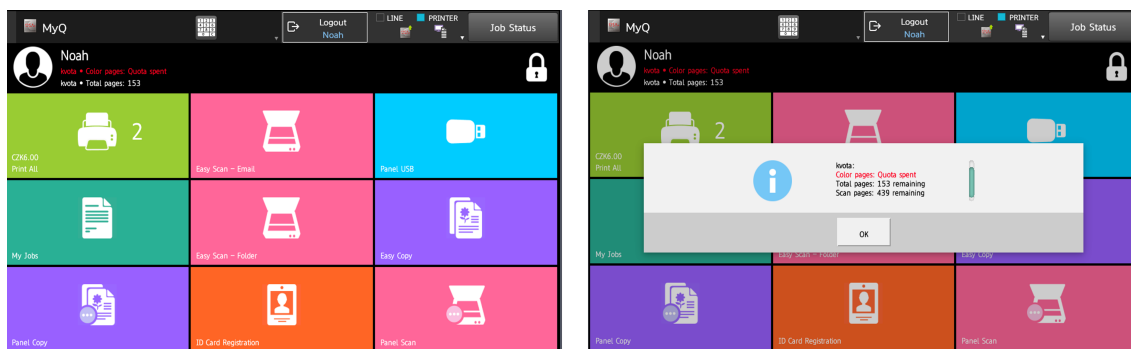 MyQ
Logout
Noah
LINE
PRINTER
Job Status
Noah
kvota • Color pages: Quota spent
kvota • Total pages: 153
2
CZK6.00
Print All
Easy Scan - Email
Panel USB
My Jobs
Easy Scan - Folder
Easy Copy
Panel Copy
ID Card Registration
Panel Scan
MyQ
Logout
Noah
LINE
PRINTER
Job Status
Noah
kvota • Color pages: Quota spent
kvota • Total pages: 153
2
CZK6.00
Print All
kvota:
Color pages: Quota spent
Total pages: 153 remaining
Scan pages: 439 remaining
OK
My Jobs
Easy Scan - Folder
Easy Copy
Panel Copy
ID Card Registration
Panel Scan